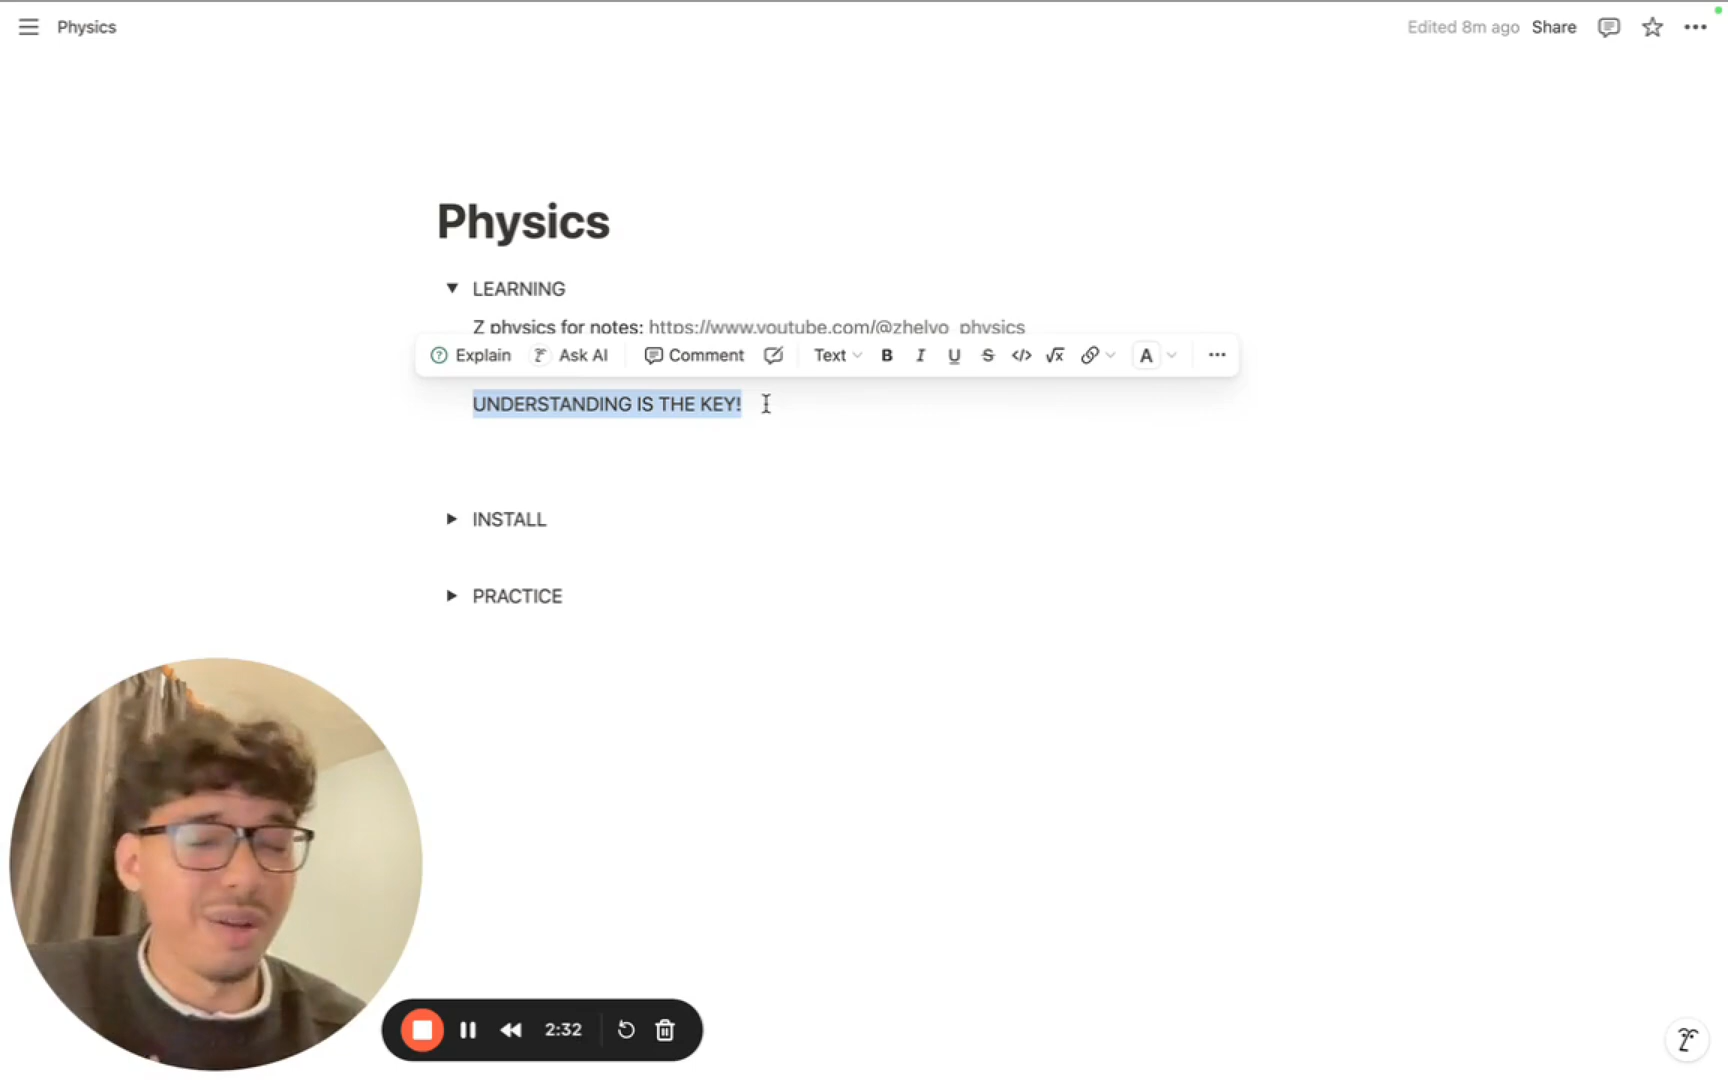 Physics
Edited 8m ago Share
Physics
LEARNING
Z physics for notes: https://www.youtube.com/@zhelyo_physics
Explain Ask AI Comment Text B I U S </> √x A
UNDERSTANDING IS THE KEY!
INSTALL
PRACTICE
2:32